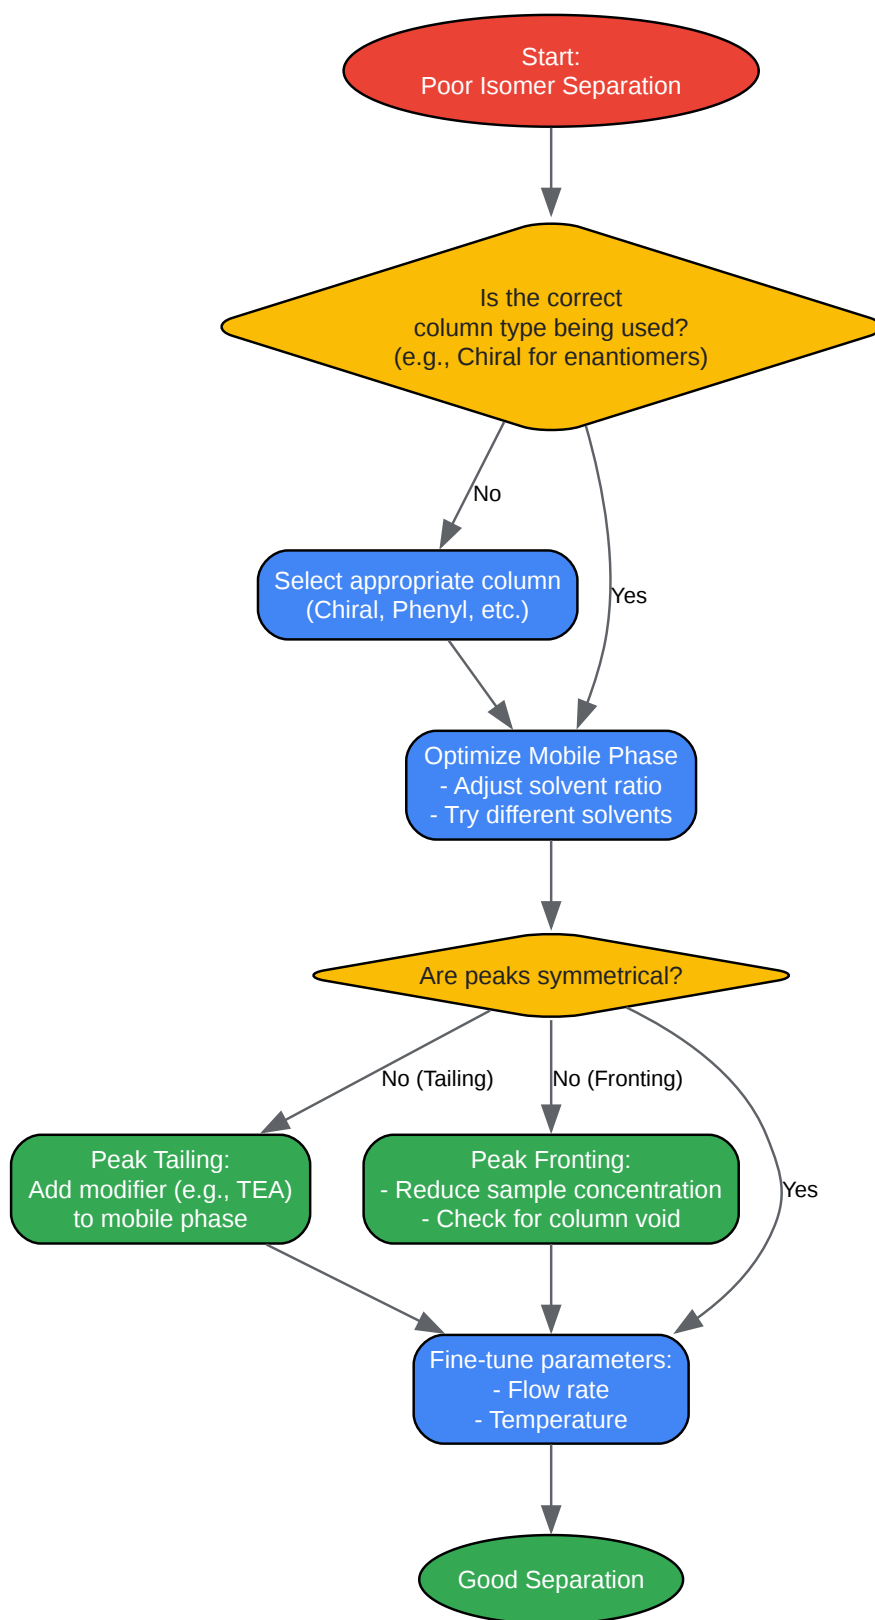 Start:
Poor Isomer Separation
Is the correct
column type being used?
(e.g., Chiral for enantiomers)
No
Select appropriate column
(Chiral, Phenyl, etc.)
Yes
Optimize Mobile Phase
- Adjust solvent ratio
- Try different solvents
Are peaks symmetrical?
No (Tailing)
No (Fronting)
Peak Tailing:
Add modifier (e.g., TEA)
to mobile phase
Peak Fronting:
- Reduce sample concentration
- Check for column void
Yes
Fine-tune parameters:
- Flow rate
- Temperature
Good Separation